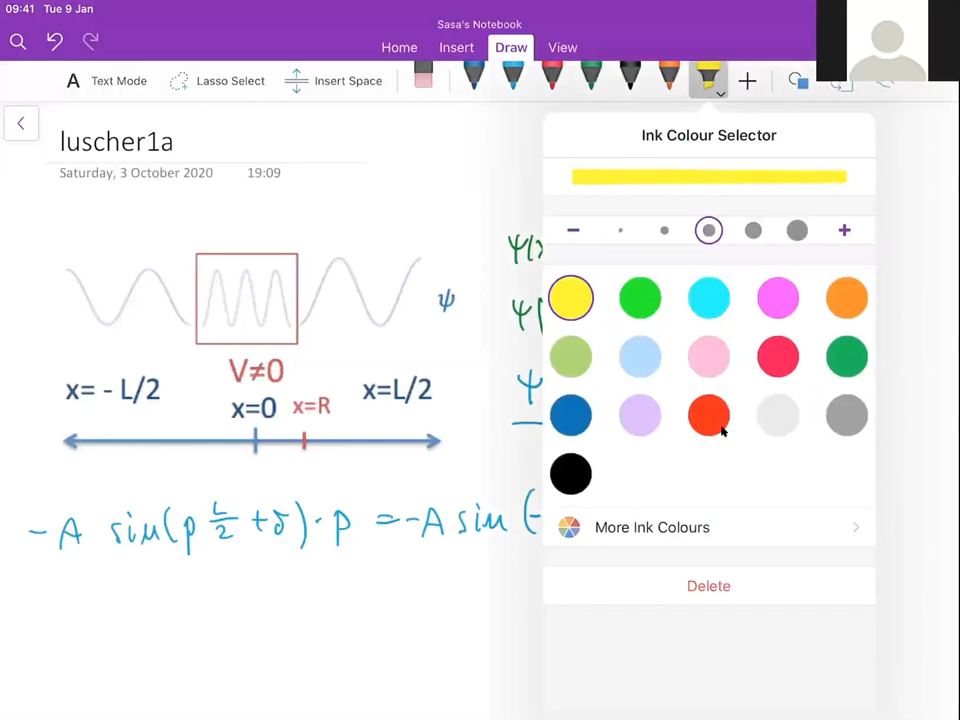 09:41 Tue 9 Jan
Sasa's Notebook
Home Insert Draw View
A Text Mode Lasso Select Insert Space
luscher1a
Saturday, 3 October 2020 19:09
Ink Colour Selector
ψ(x
ψ
V≠0
ψ(
x= - L/2 x=0 x=R x=L/2
ψ
-A sin(p L/2 +δ)·p =-A sin (-
More Ink Colours
Delete